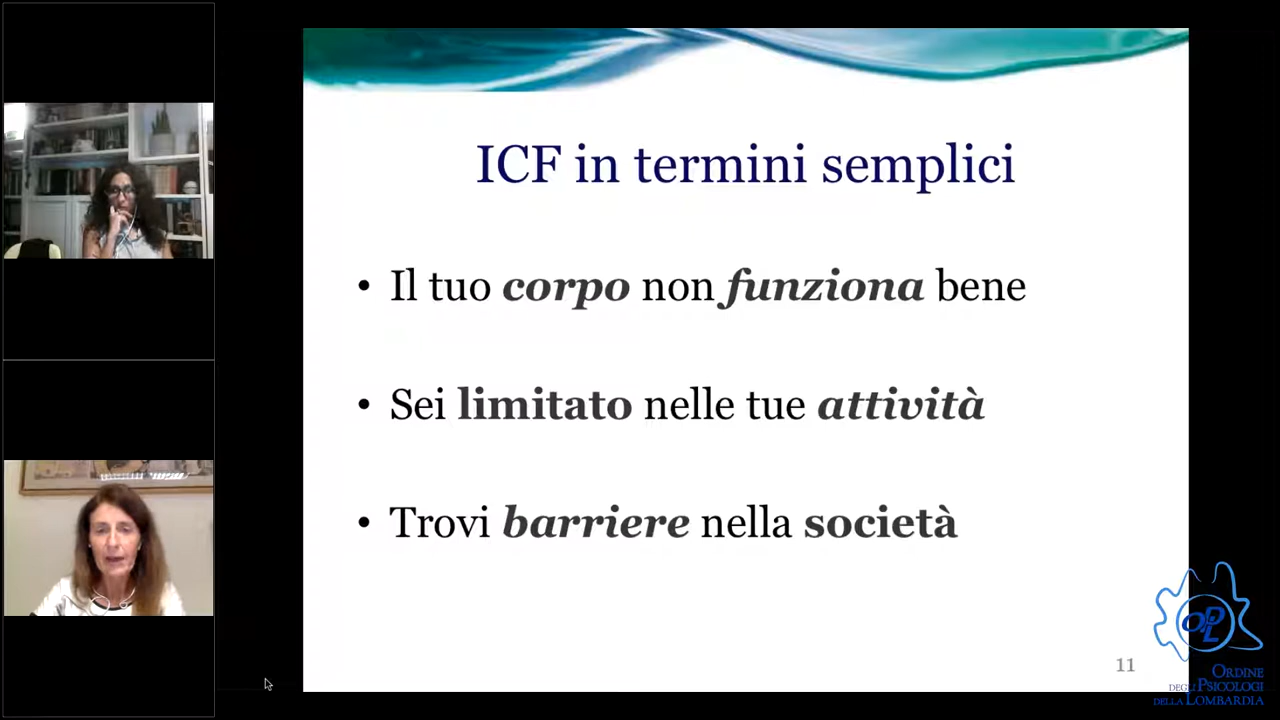 ICF in termini semplici
• Il tuo corpo non funziona bene
• Sei limitato nelle tue attività
• Trovi barriere nella società
11
OPL
ORDINE
DEGLI PSICOLOGI
DELLA LOMBARDIA